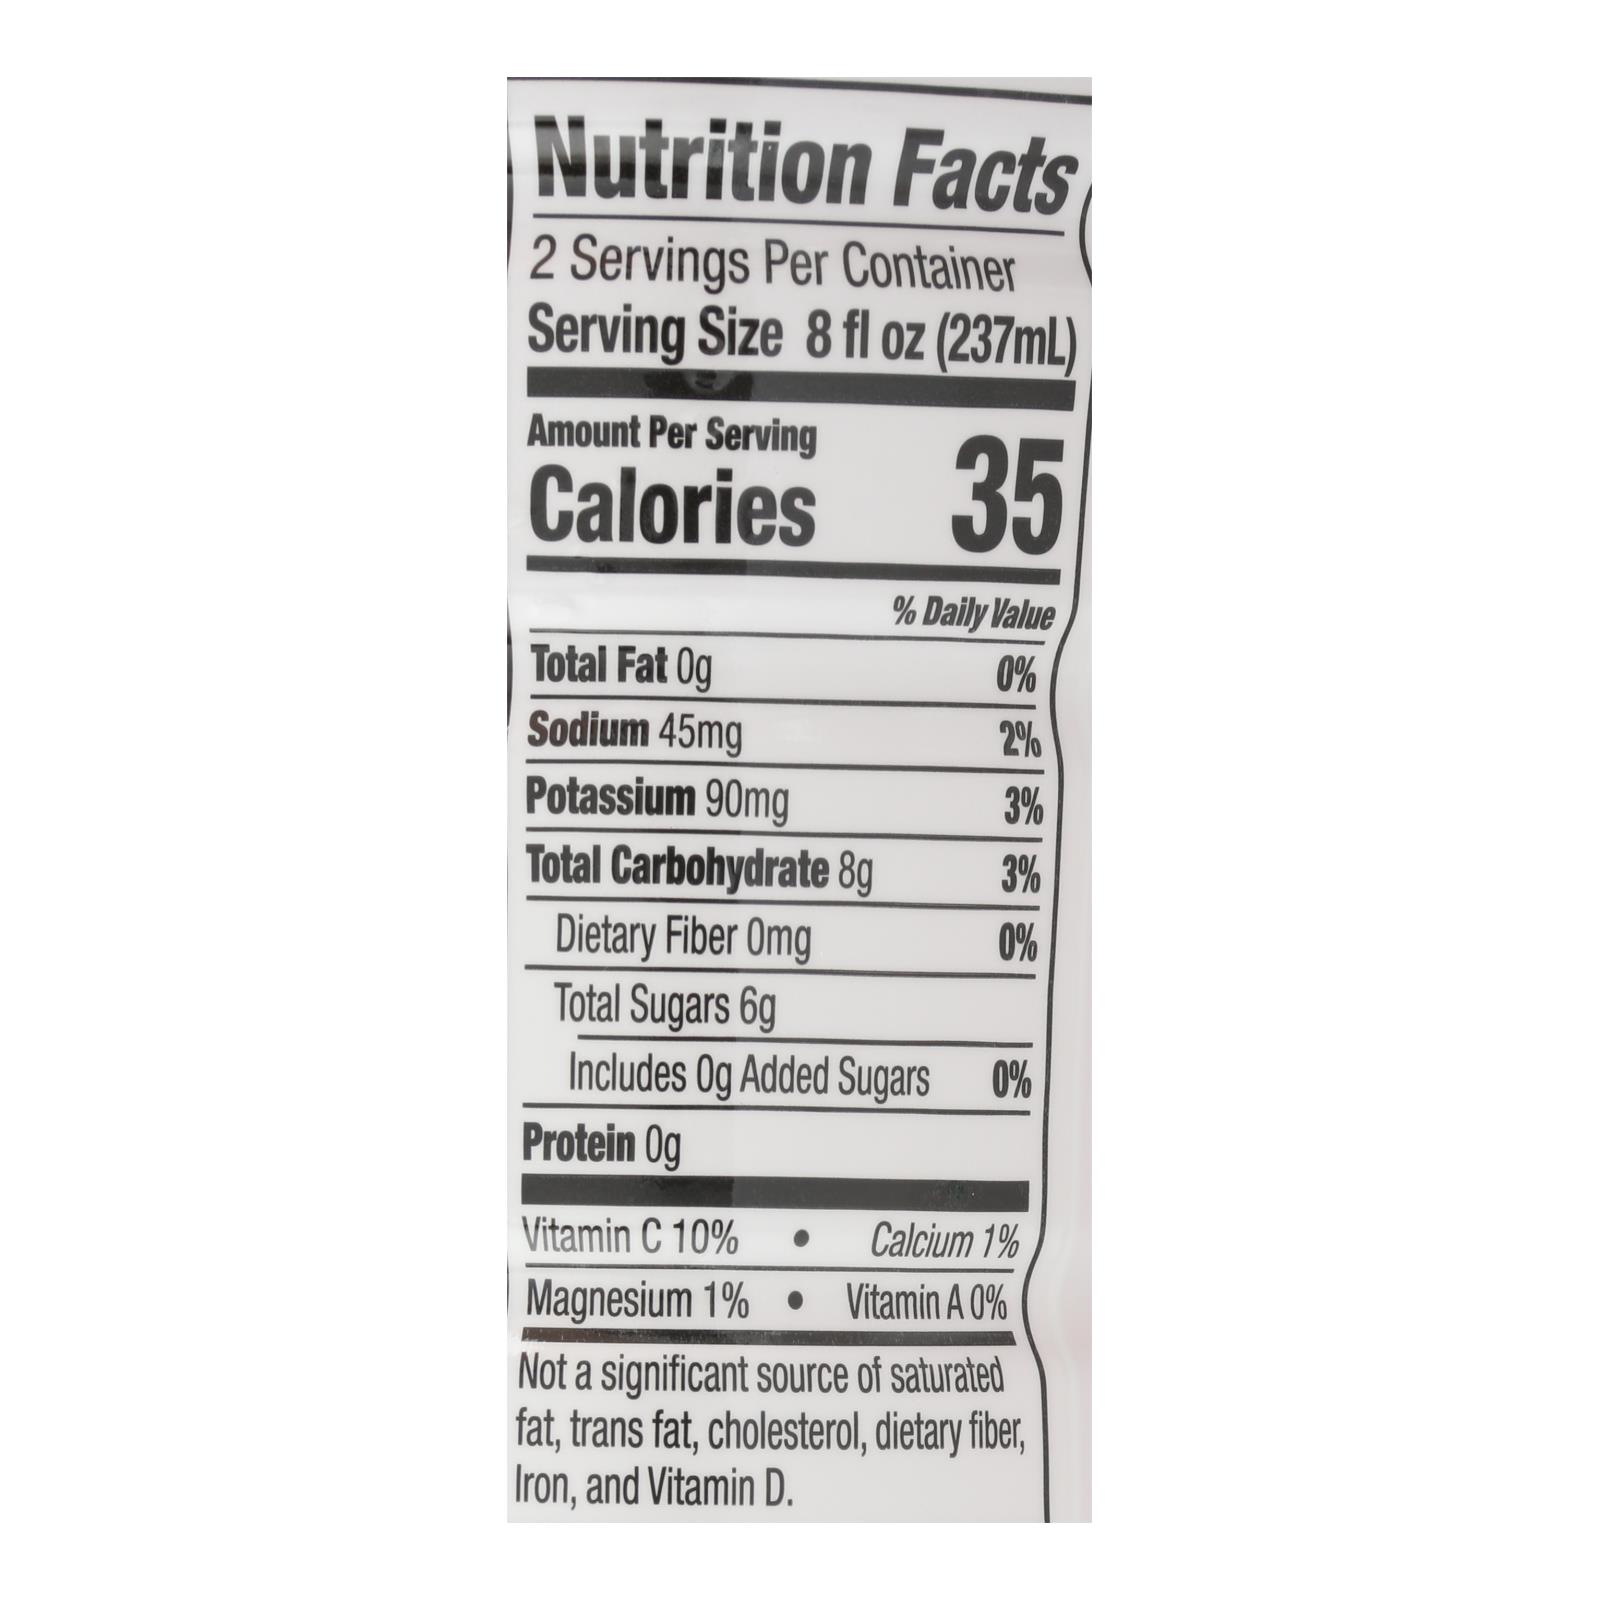 Nutrition Facts
2 Servings Per Container
Serving Size 8 fl oz (237mL)
Amount Per Serving
Calories 35
% Daily Value
Total Fat 0g 0%
Sodium 45mg 2%
Potassium 90mg 3%
Total Carbohydrate 8g 3%
Dietary Fiber 0mg 0%
Total Sugars 6g
Includes 0g Added Sugars 0%
Protein 0g
Vitamin C 10% • Calcium 1%
Magnesium 1% • Vitamin A 0%
Not a significant source of saturated
fat, trans fat, cholesterol, dietary fiber,
Iron, and Vitamin D.